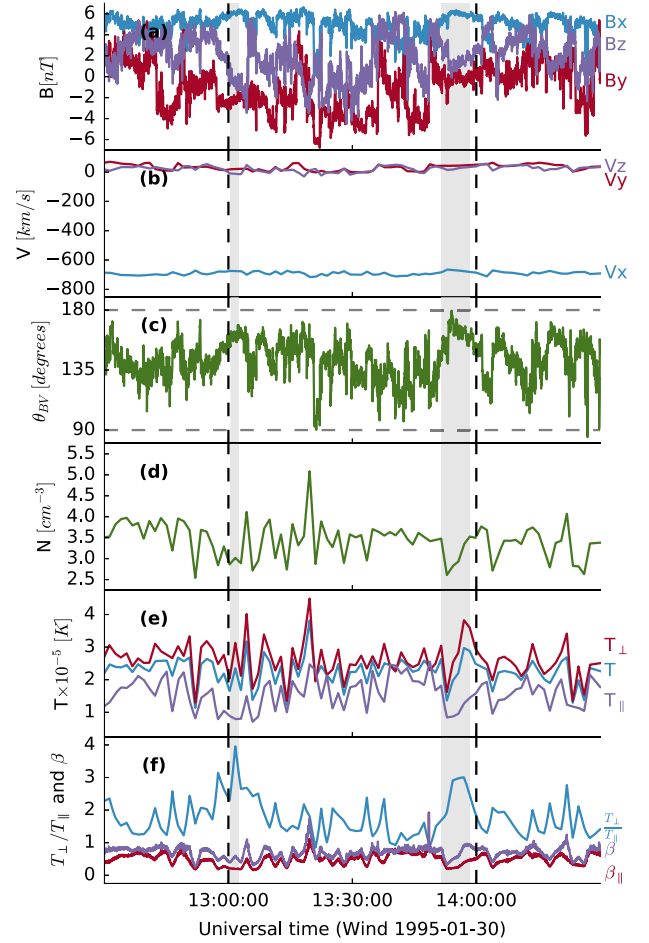 6
4
2
0
−2
−4
−6
B[nT]
(a)
Bx
Bz
By
0
−200
−400
−600
−800
V [km/s]
(b)
Vz
Vy
Vx
180
135
90
θ_BV [degrees]
(c)
5.5
5.0
4.5
4.0
3.5
3.0
2.5
N [cm⁻³]
(d)
4
3
2
1
T×10⁻⁵ [K]
(e)
T⊥
T
T∥
4
3
2
1
0
T⊥/T∥ and β
(f)
T⊥/T∥
β
β∥
13:00:00 13:30:00 14:00:00
Universal time (Wind 1995-01-30)